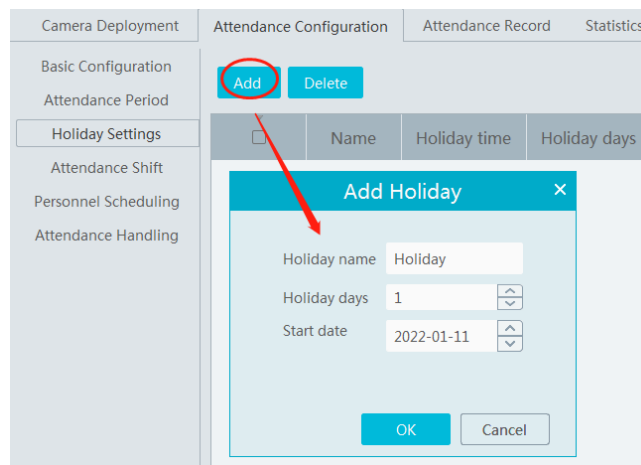 Camera Deployment Attendance Configuration Attendance Record Statistics
Basic Configuration
Attendance Period
Holiday Settings
Attendance Shift
Personnel Scheduling
Attendance Handling
Add Delete
Name Holiday time Holiday days
Add Holiday ×
Holiday name Holiday
Holiday days 1
Start date 2022-01-11
OK Cancel